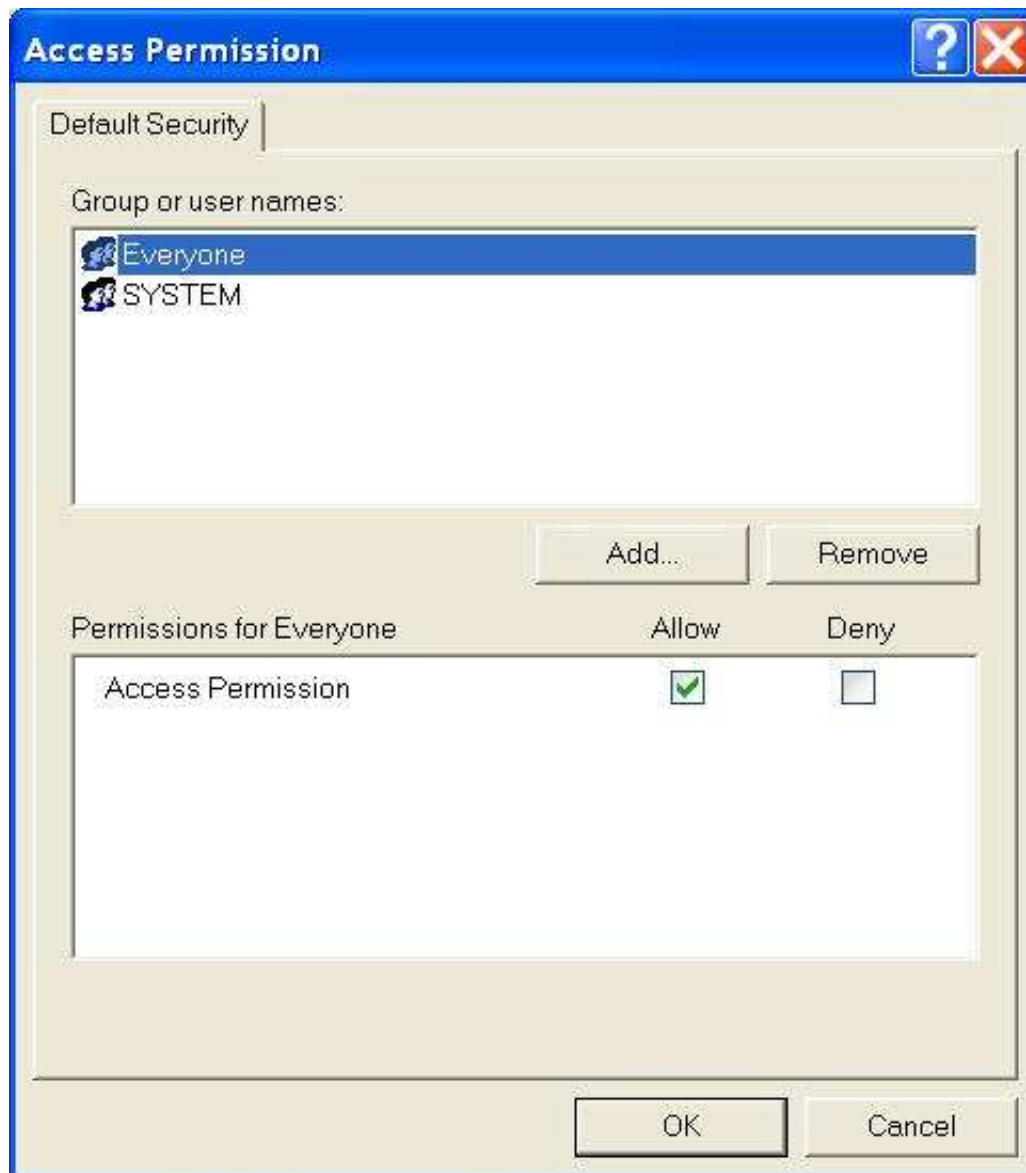 Access Permission
Default Security
Group or user names:
Everyone
SYSTEM
Add... Remove
Permissions for Everyone Allow Deny
Access Permission
OK Cancel